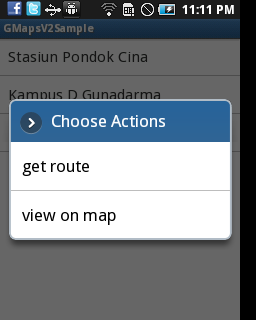 11:11 PM
GMapsV2Sample
Stasiun Pondok Cina
Kampus D Gunadarma
Choose Actions
get route
view on map